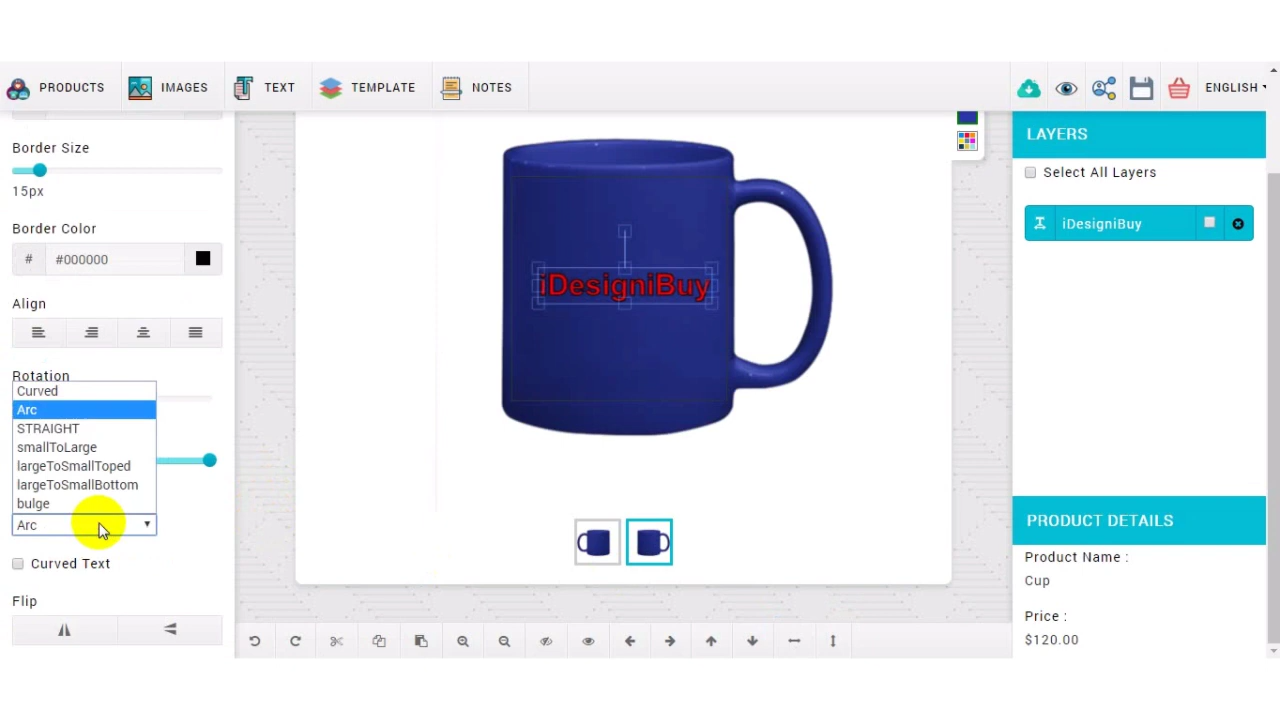 PRODUCTS
IMAGES
TEXT
TEMPLATE
NOTES
ENGLISH
Border Size
15px
Border Color
# #000000
Align
Rotation
Curved
Arc
STRAIGHT
smallToLarge
largeToSmallToped
largeToSmallBottom
bulge
Arc
Curved Text
Flip
iDesigniBuy
LAYERS
Select All Layers
iDesigniBuy
PRODUCT DETAILS
Product Name :
Cup
Price :
$120.00